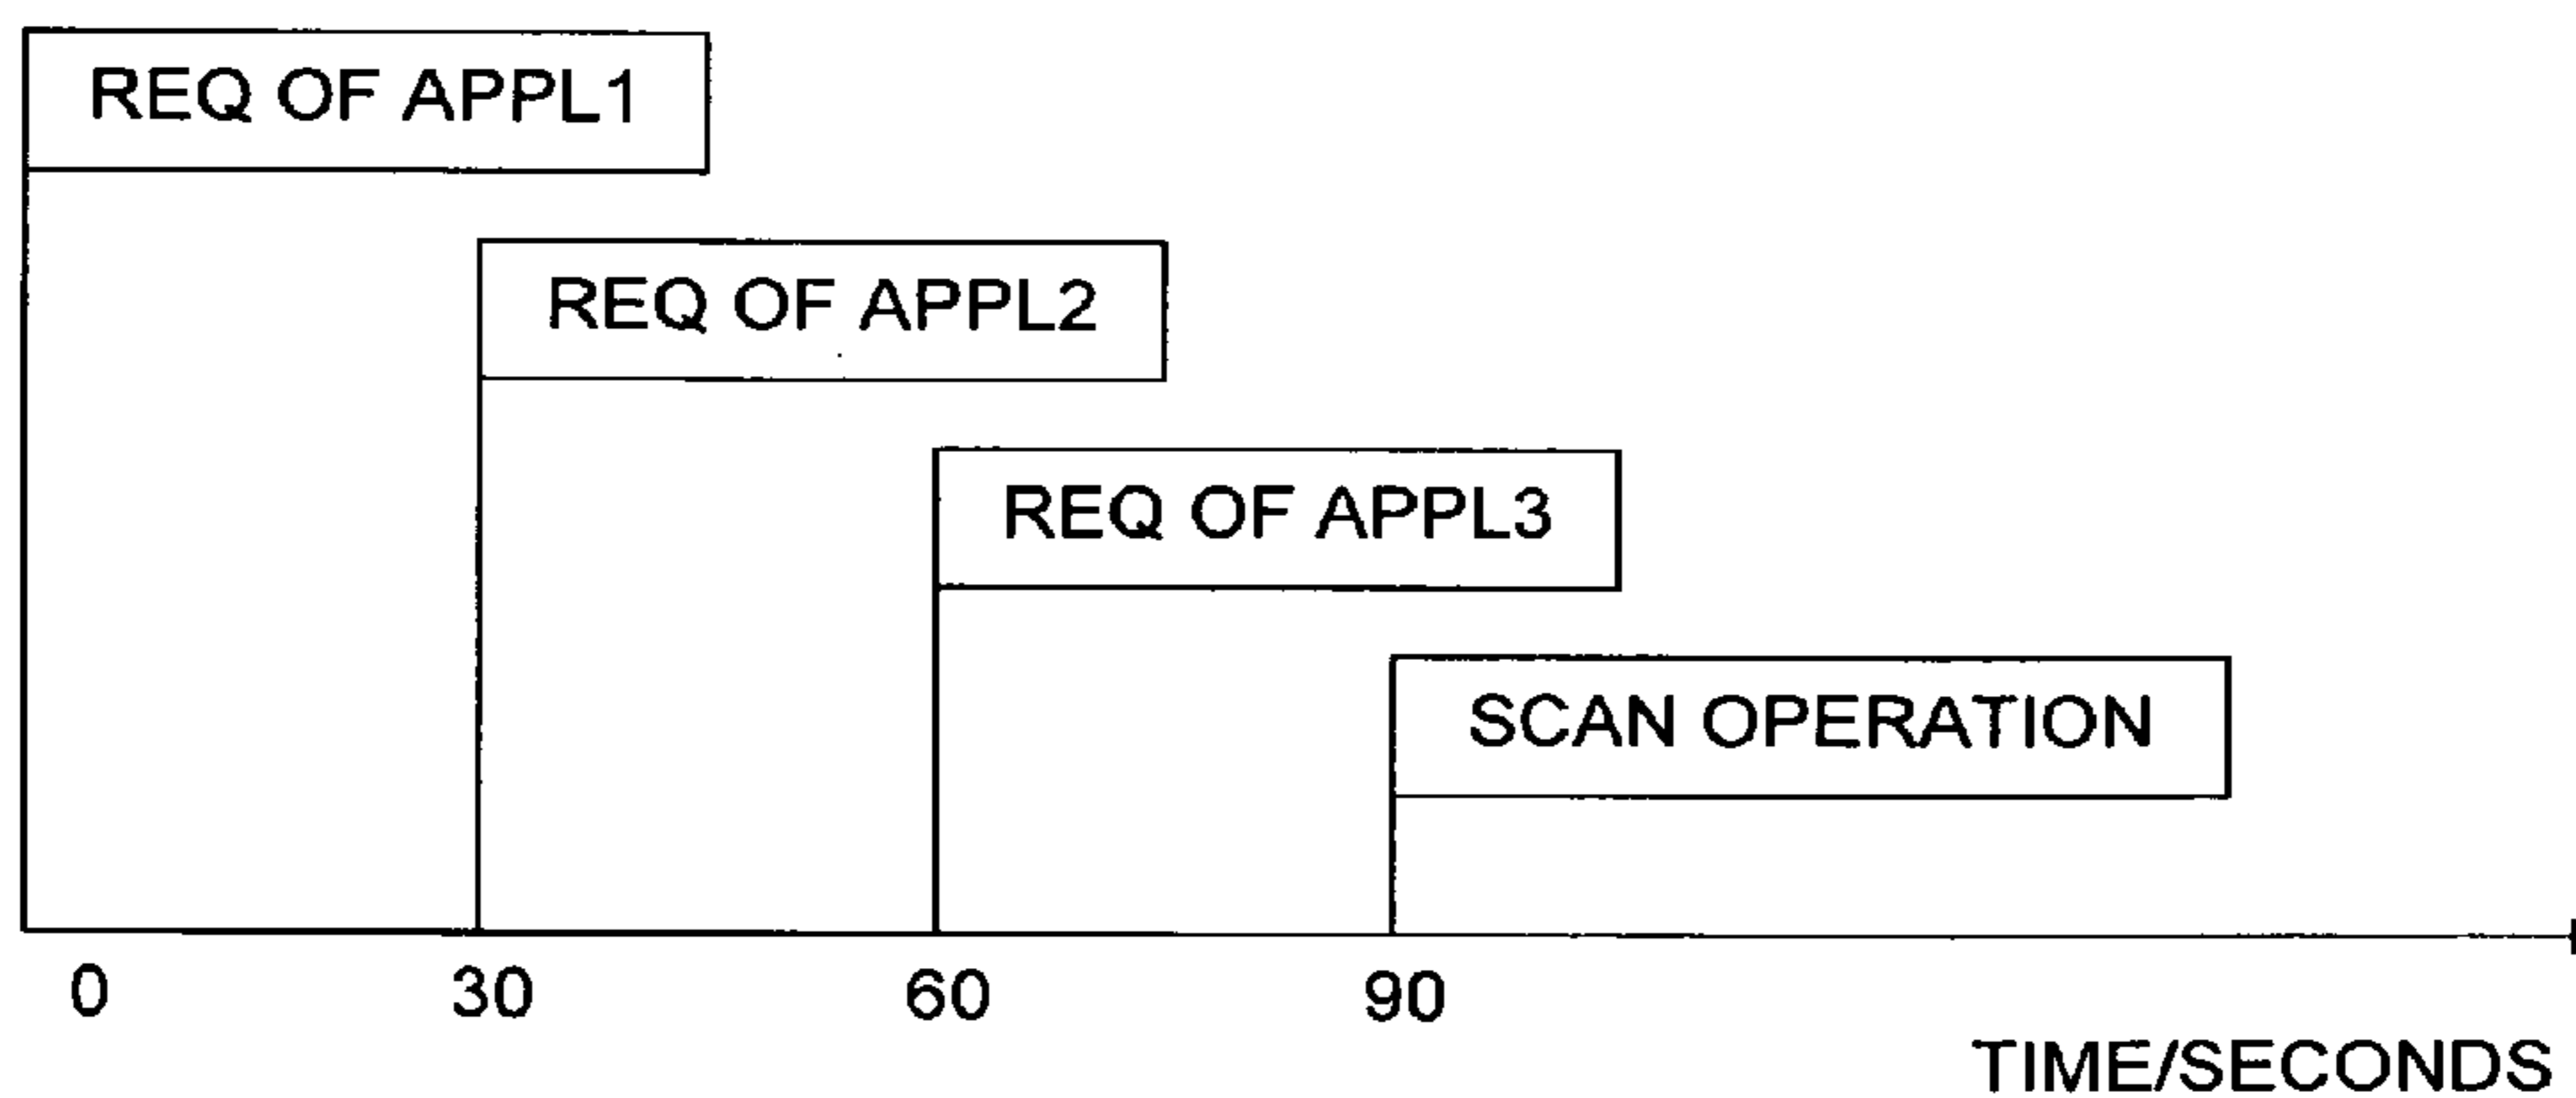 REQ OF APPL1
REQ OF APPL2
REQ OF APPL3
SCAN OPERATION
0 30 60 90
TIME/SECONDS